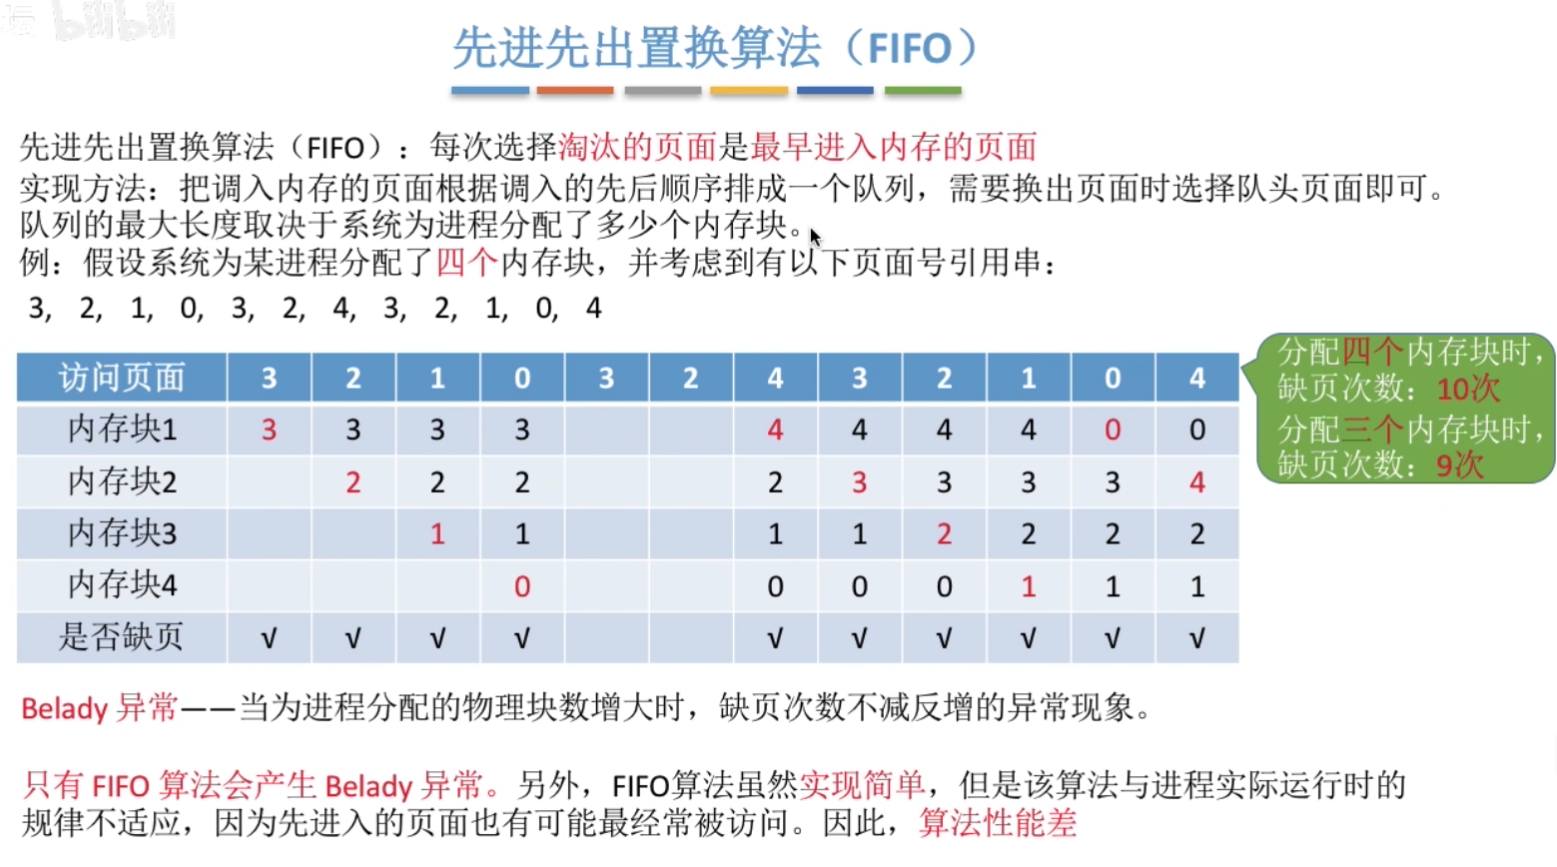 bilibili
先进先出置换算法（FIFO）
先进先出置换算法（FIFO）：每次选择淘汰的页面是最早进入内存的页面
实现方法：把调入内存的页面根据调入的先后顺序排成一个队列，需要换出页面时选择队头页面即可。
队列的最大长度取决于系统为进程分配了多少个内存块。
例：假设系统为某进程分配了四个内存块，并考虑到有以下页面号引用串：
3, 2, 1, 0, 3, 2, 4, 3, 2, 1, 0, 4
访问页面 3 2 1 0 3 2 4 3 2 1 0 4
内存块1 3 3 3 3 4 4 4 4 0 0
内存块2 2 2 2 2 3 3 3 3 4
内存块3 1 1 1 1 2 2 2 2
内存块4 0 0 0 0 1 1 1
是否缺页 √ √ √ √ √ √ √ √ √ √
分配四个内存块时，
缺页次数：10次
分配三个内存块时，
缺页次数：9次
Belady 异常——当为进程分配的物理块数增大时，缺页次数不减反增的异常现象。
只有 FIFO 算法会产生 Belady 异常。另外，FIFO算法虽然实现简单，但是该算法与进程实际运行时的
规律不适应，因为先进入的页面也有可能最经常被访问。因此，算法性能差